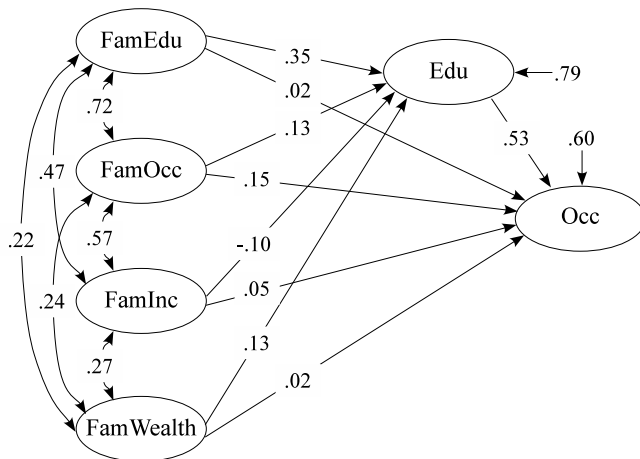 FamEdu
.35
Edu
.79
.02
.72
.13
.53
.60
FamOcc
.47
.15
Occ
.22
.57
-.10
.24
FamInc
.05
.27
.13
.02
FamWealth